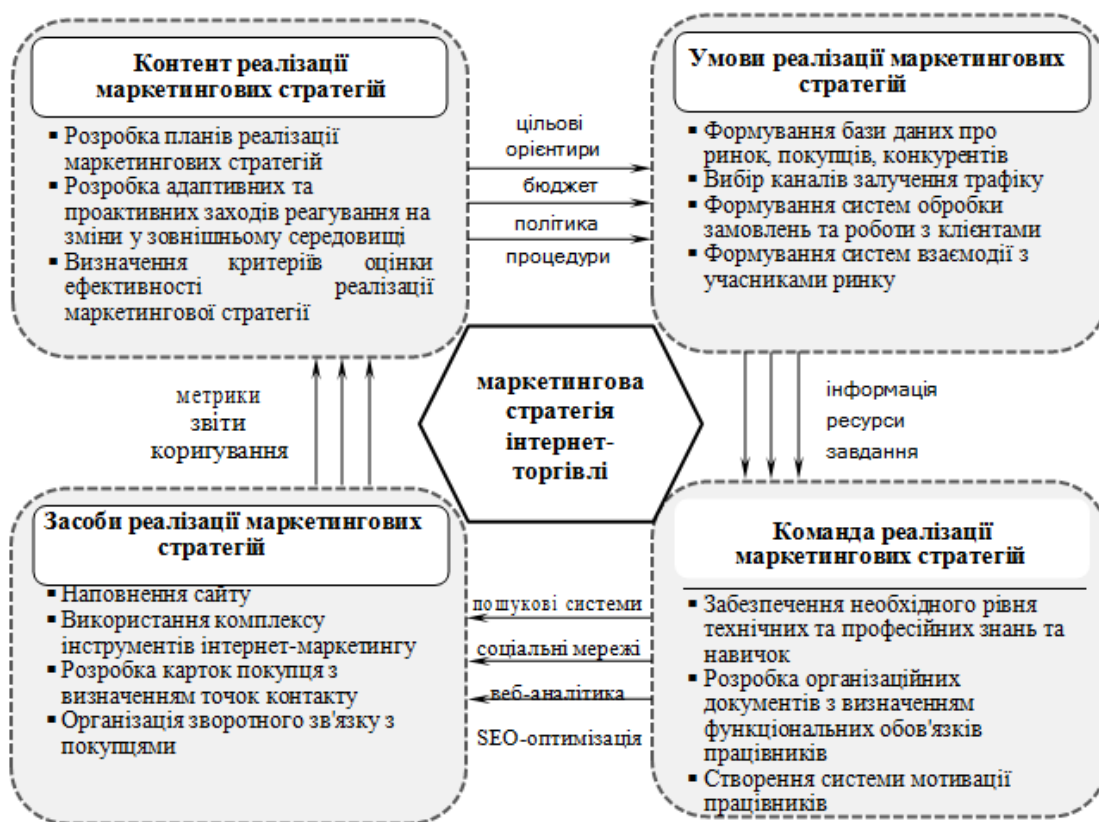 Контент реалізації
маркетингових стратегій
▪ Розробка планів реалізації
маркетингових стратегій
▪ Розробка адаптивних та
проактивних заходів реагування на
зміни у зовнішньому середовищі
▪ Визначення критеріїв оцінки
ефективності реалізації
маркетингової стратегії
цільові
орієнтири
бюджет
політика
процедури
Умови реалізації маркетингових
стратегій
▪ Формування бази даних про
ринок, покупців, конкурентів
▪ Вибір каналів залучення трафіку
▪ Формування систем обробки
замовлень та роботи з клієнтами
▪ Формування систем взаємодії з
учасниками ринку
маркетингова
стратегія
інтернет-
торгівлі
метрики
звіти
коригування
інформація
ресурси
завдання
Засоби реалізації маркетингових
стратегій
▪ Наповнення сайту
▪ Використання комплексу
інструментів інтернет-маркетингу
▪ Розробка карток покупця з
визначенням точок контакту
▪ Організація зворотного зв'язку з
покупцями
пошукові системи
соціальні мережі
веб-аналітика
SEO-оптимізація
Команда реалізації
маркетингових стратегій
▪ Забезпечення необхідного рівня
технічних та професійних знань та
навичок
▪ Розробка організаційних
документів з визначенням
функціональних обов'язків
працівників
▪ Створення системи мотивації
працівників